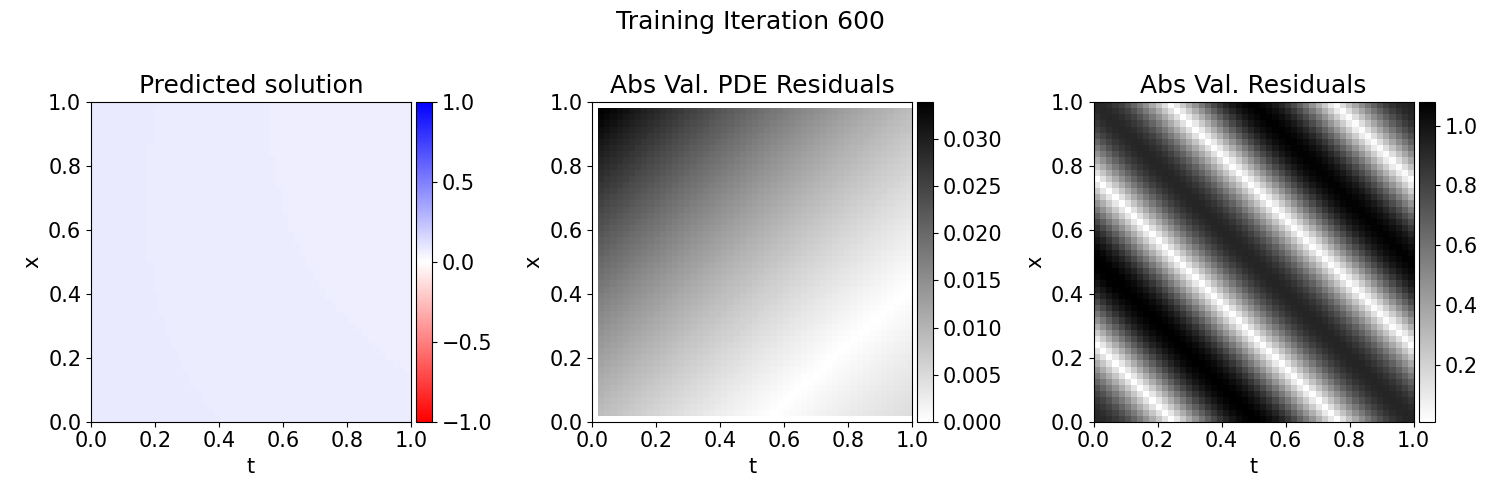 Training Iteration 600
Predicted solution
1.0
0.8
0.6
0.4
0.2
0.0
x
0.0 0.2 0.4 0.6 0.8 1.0
t
1.0
0.5
0.0
−0.5
−1.0
Abs Val. PDE Residuals
1.0
0.8
0.6
0.4
0.2
0.0
x
0.0 0.2 0.4 0.6 0.8 1.0
t
0.030
0.025
0.020
0.015
0.010
0.005
0.000
Abs Val. Residuals
1.0
0.8
0.6
0.4
0.2
0.0
x
0.0 0.2 0.4 0.6 0.8 1.0
t
1.0
0.8
0.6
0.4
0.2